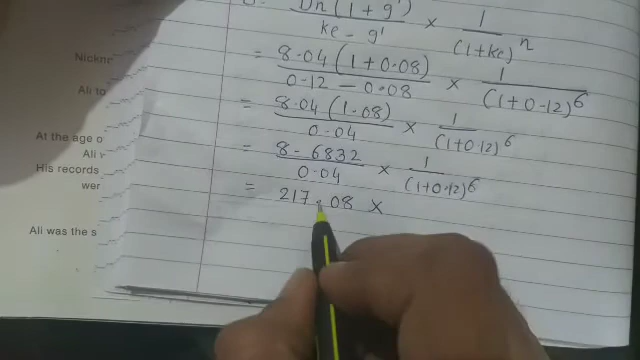 Dn(1+g')/ke-g' × 1/(1+ke)^n
Nickn
= 8.04(1+0.08)/0.12-0.08 × 1/(1+0.12)^6
Ali to
= 8.04(1.08)/0.04 × 1/(1+0.12)^6
At the age o
Ali
= 8-6832/0.04 × 1/(1+0.12)^6
His records
wer
= 217.08 ×
Ali was the s